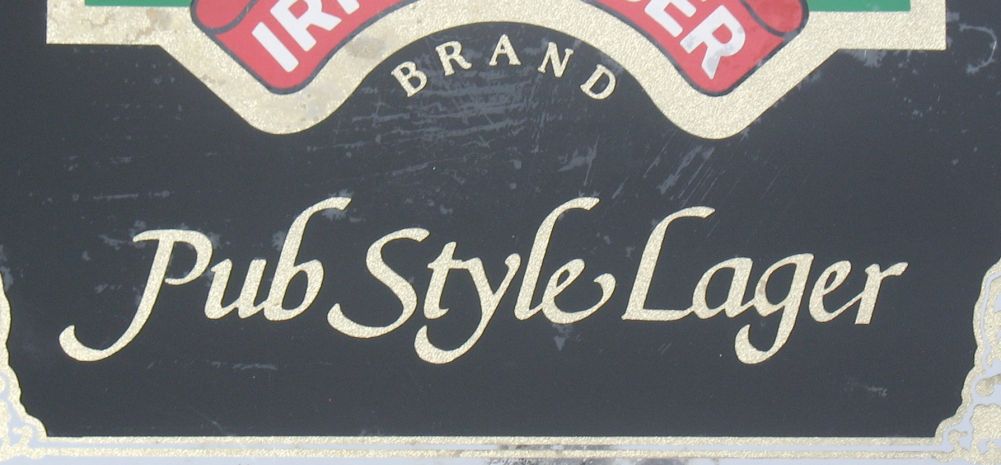 BRAND
Pub Style Lager